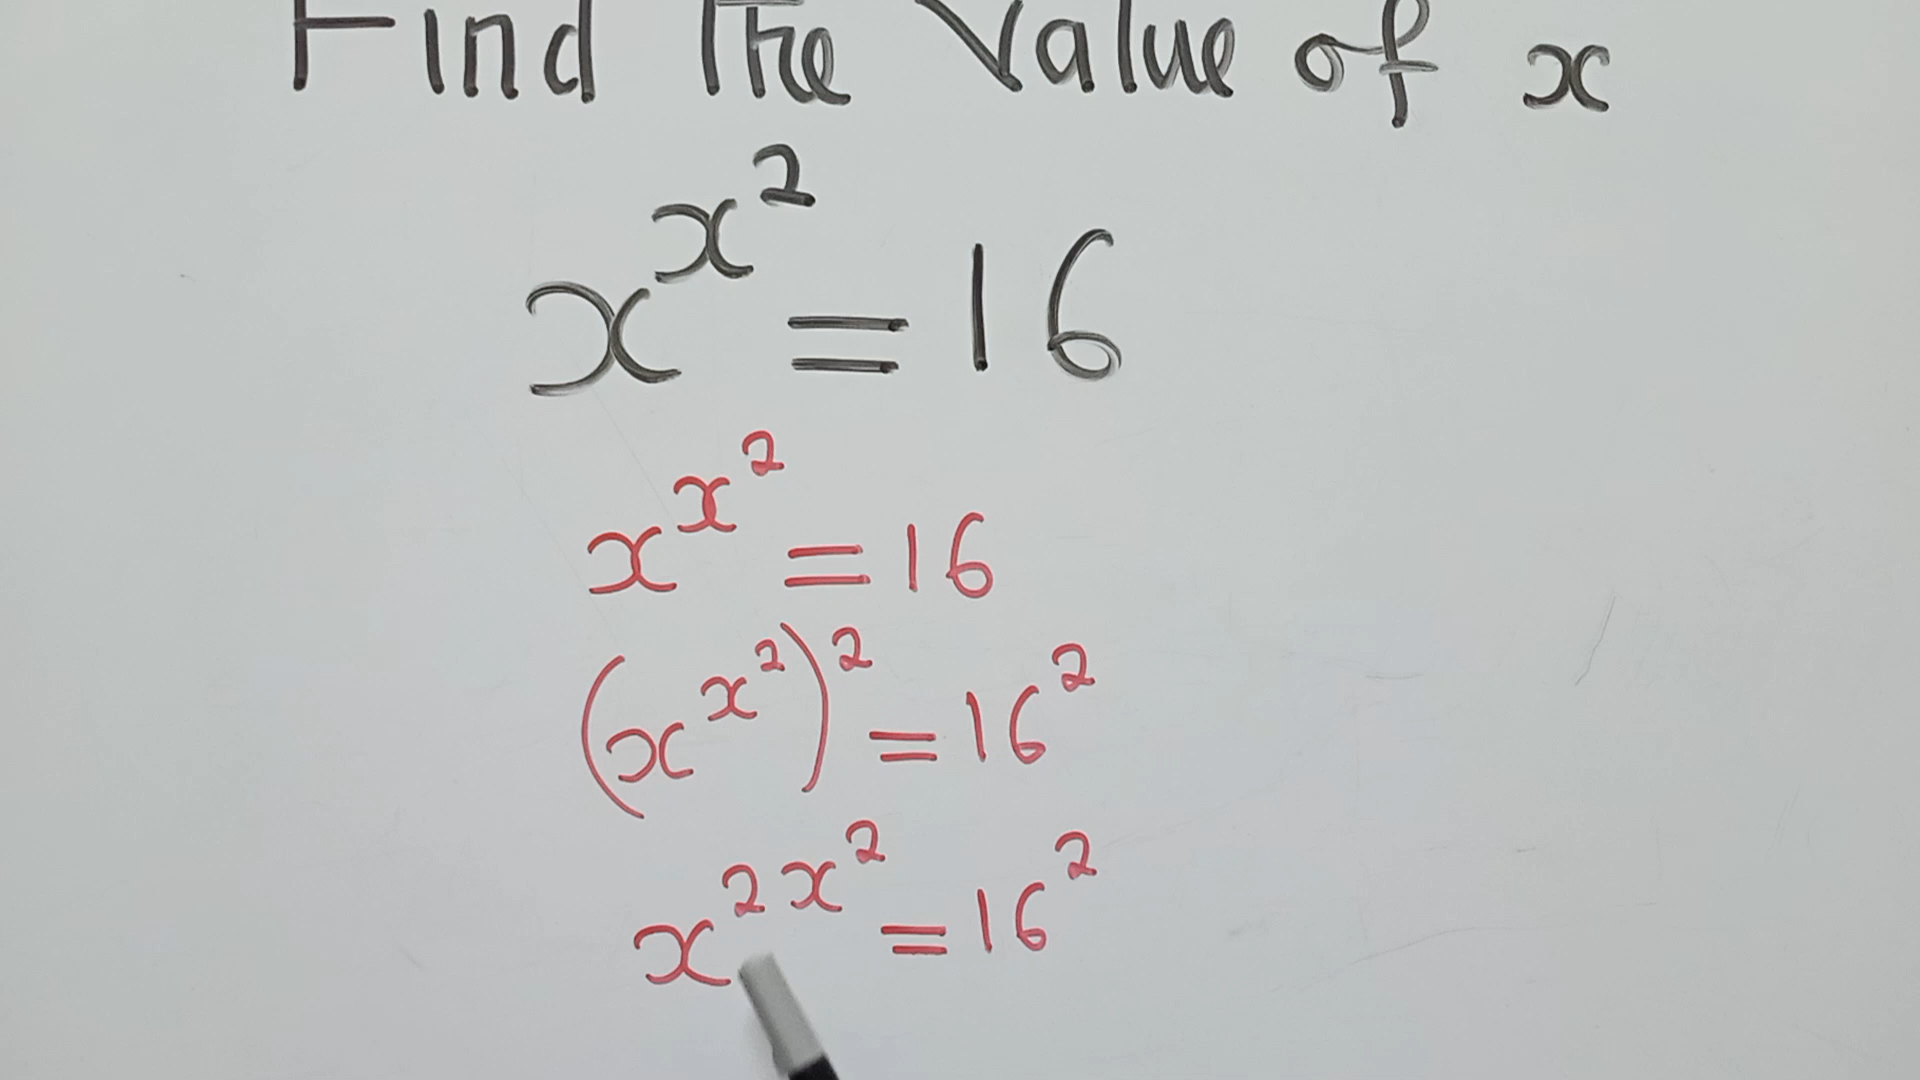 Find The Value of x
x^x^2 = 16
x^x^2 = 16
(x^x^2)^2 = 16^2
x^2x^2 = 16^2